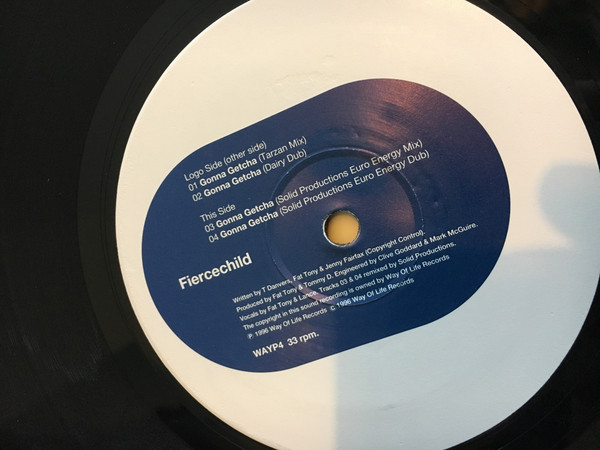 Logo Side (other side)
01 Gonna Getcha (Tarzan Mix)
02 Gonna Getcha (Dairy Dub)
This Side
03 Gonna Getcha (Solid Productions Euro Energy Mix)
04 Gonna Getcha (Solid Productions Euro Energy Dub)
Fiercechild
Written by T Danvers, Fat Tony & Jenny Fairfax (Copyright Control).
Produced by Fat Tony & Tommy D. Engineered by Clive Goddard & Mark McGuire.
Vocals by Fat Tony & Lance. Tracks 03 & 04 remixed by Solid Productions.
The copyright in this sound recording is owned by Way Of Life Records
℗ 1996 Way Of Life Records © 1996 Way Of Life Records
WAYP4 33 rpm.